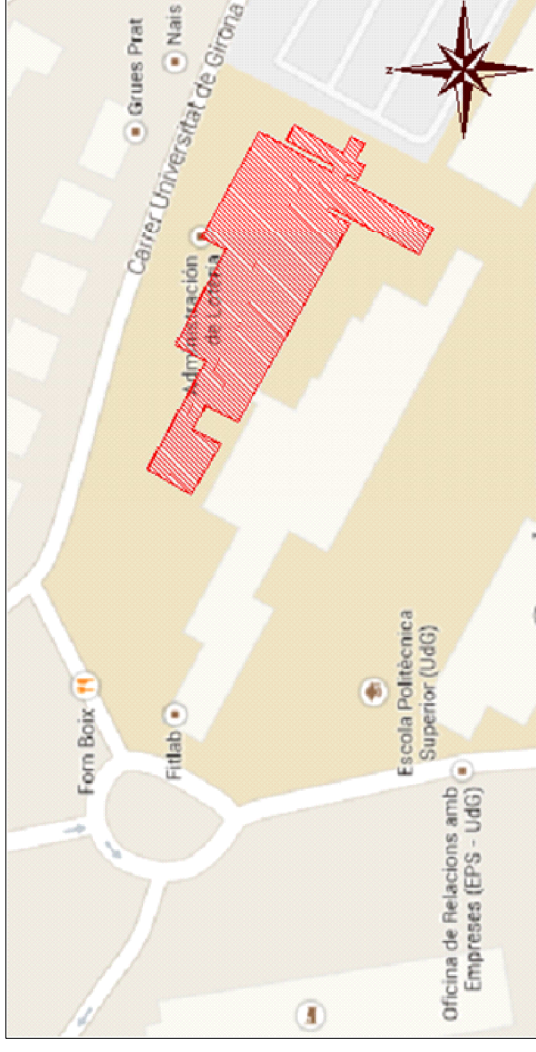 Forn Boix
Grues Prat
Nais
Carrer Universitat de Girona
Fitlab
Administración
de Lotería
N
Escola Politècnica
Superior (UdG)
Oficina de Relacions amb
Empreses (EPS - UdG)